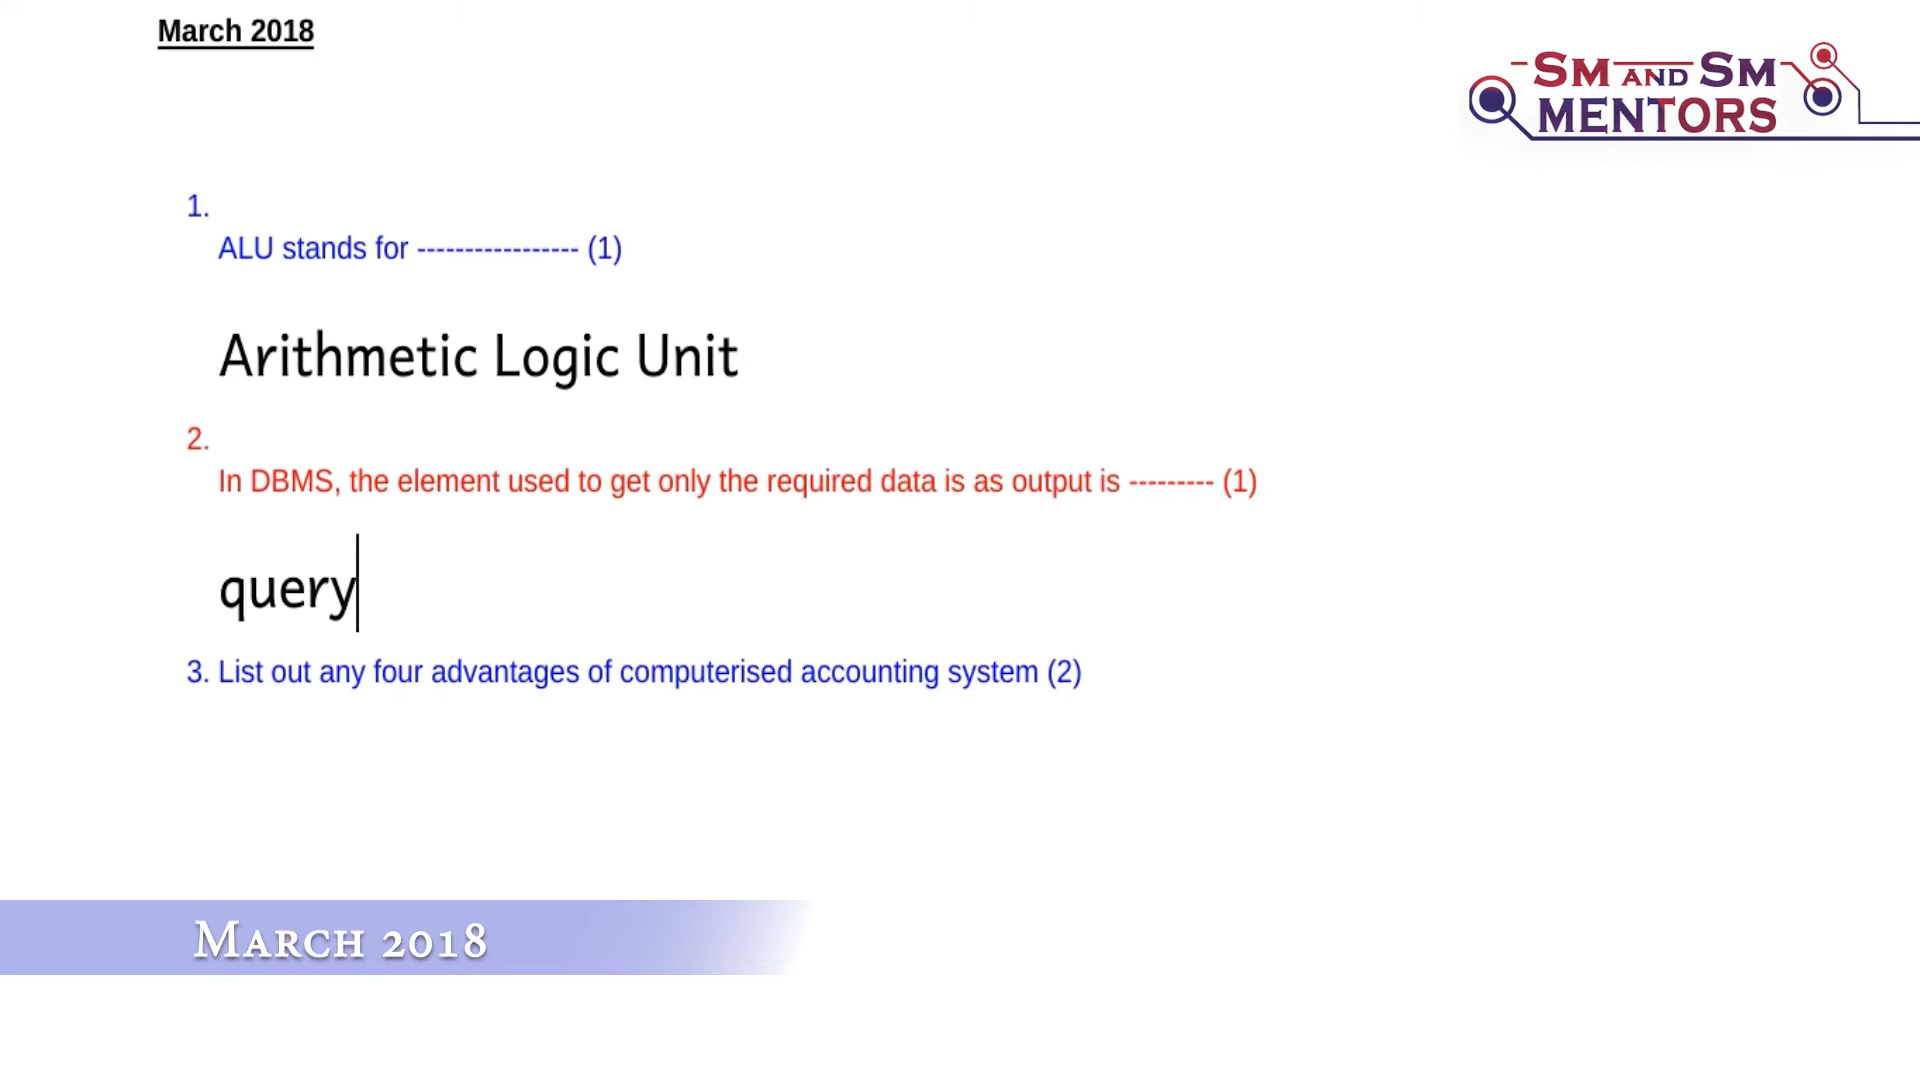 March 2018
SM AND SM
MENTORS
1.
ALU stands for ----------------- (1)
Arithmetic Logic Unit
2.
In DBMS, the element used to get only the required data is as output is --------- (1)
query
3. List out any four advantages of computerised accounting system (2)
MARCH 2018